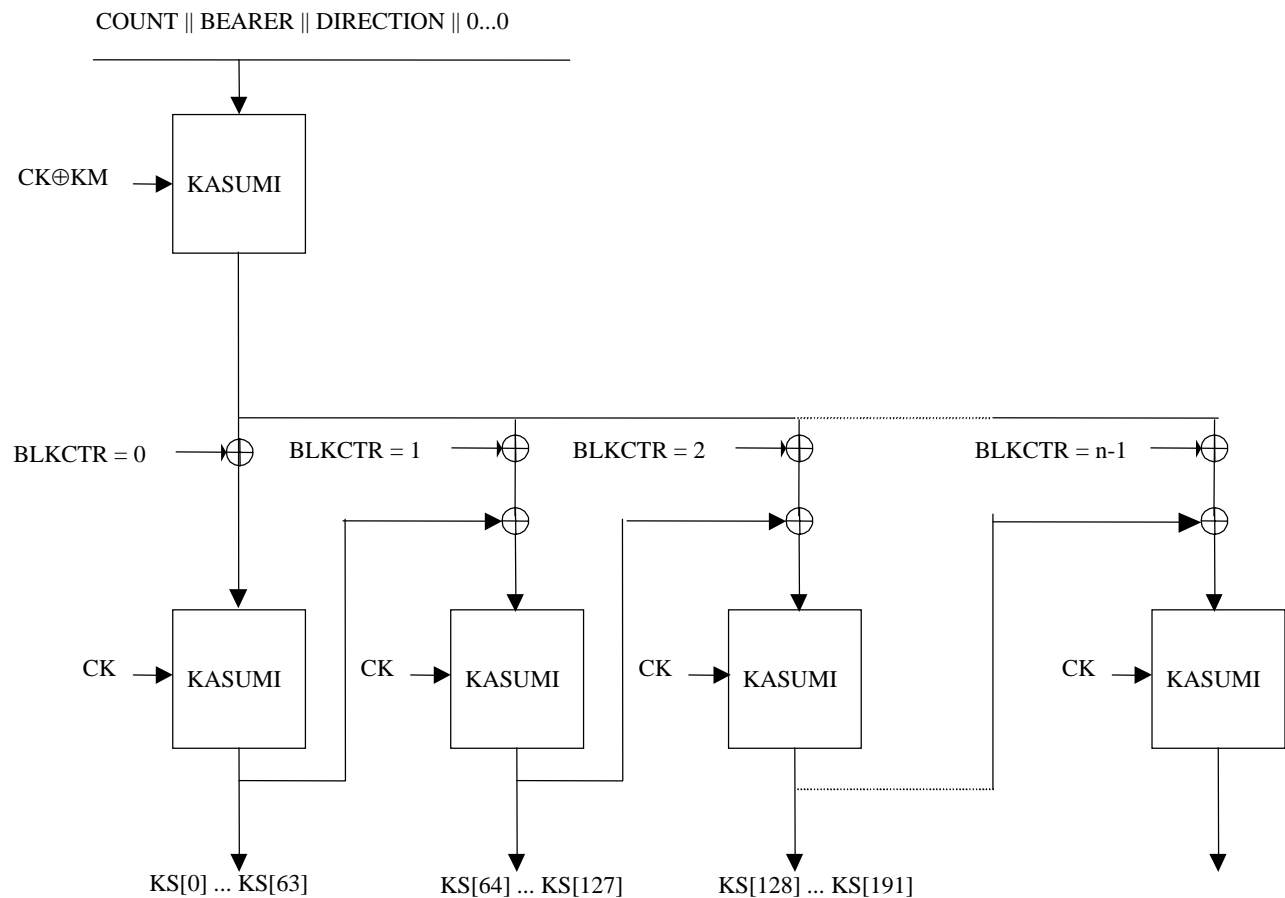 COUNT || BEARER || DIRECTION || 0...0
CK⊕KM
KASUMI
BLKCTR = 0
BLKCTR = 1
BLKCTR = 2
BLKCTR = n-1
CK
KASUMI
CK
KASUMI
CK
KASUMI
CK
KASUMI
KS[0] ... KS[63]
KS[64] ... KS[127]
KS[128] ... KS[191]